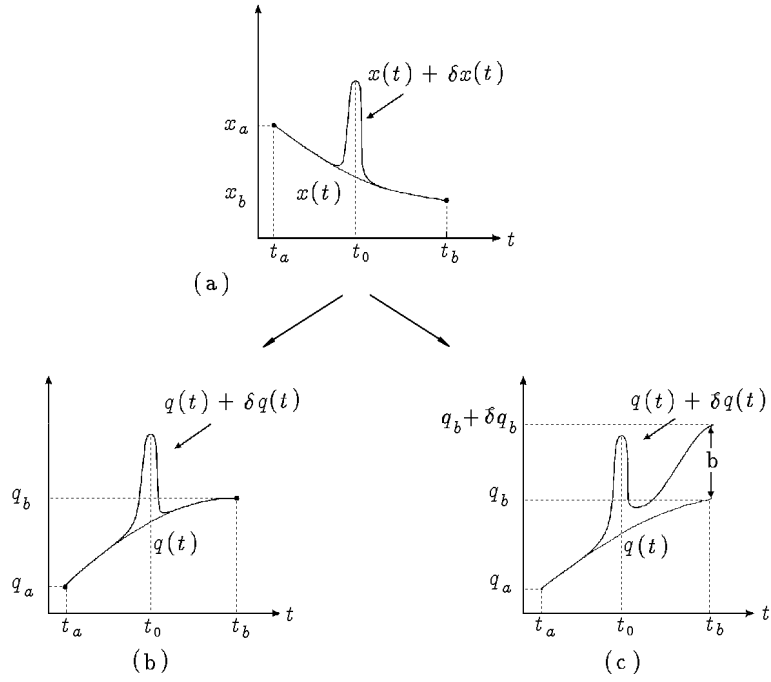 x(t) + δx(t)
x_a
x_b
x(t)
t_a t_0 t_b t
(a)
q(t) + δq(t)
q_b
q(t)
q_a
t_a t_0 t_b t
(b)
q(t) + δq(t)
q_b + δq_b
b
q_b
q(t)
q_a
t_a t_0 t_b t
(c)